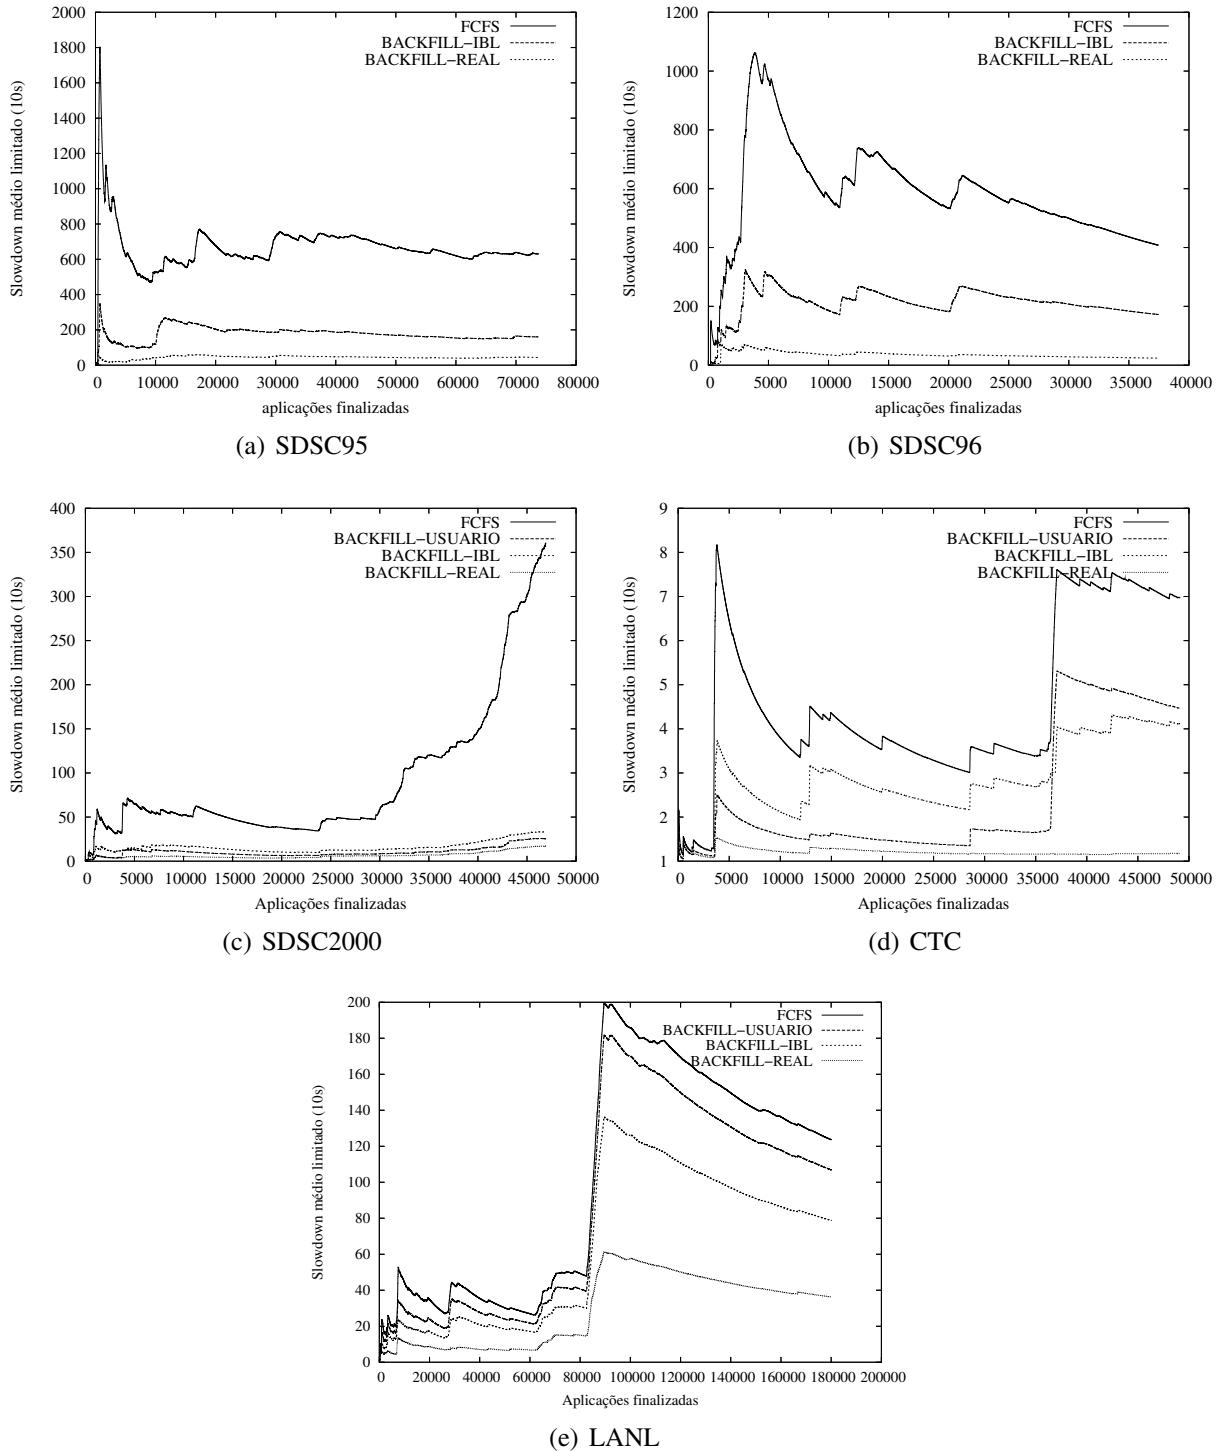 2000
1800
1600
1400
1200
1000
800
600
400
200
0
Slowdown médio limitado (10s)
FCFS
BACKFILL−IBL
BACKFILL−REAL
0 10000 20000 30000 40000 50000 60000 70000 80000
aplicações finalizadas
(a) SDSC95
1200
1000
800
600
400
200
0
Slowdown médio limitado (10s)
FCFS
BACKFILL−IBL
BACKFILL−REAL
0 5000 10000 15000 20000 25000 30000 35000 40000
aplicações finalizadas
(b) SDSC96
400
350
300
250
200
150
100
50
0
Slowdown médio limitado (10s)
FCFS
BACKFILL−USUARIO
BACKFILL−IBL
BACKFILL−REAL
0 5000 10000 15000 20000 25000 30000 35000 40000 45000 50000
Aplicações finalizadas
(c) SDSC2000
9
8
7
6
5
4
3
2
1
Slowdown médio limitado (10s)
FCFS
BACKFILL−USUARIO
BACKFILL−IBL
BACKFILL−REAL
0 5000 10000 15000 20000 25000 30000 35000 40000 45000 50000
Aplicações finalizadas
(d) CTC
200
180
160
140
120
100
80
60
40
20
0
Slowdown médio limitado (10s)
FCFS
BACKFILL−USUARIO
BACKFILL−IBL
BACKFILL−REAL
0 20000 40000 60000 80000 100000 120000 140000 160000 180000 200000
Aplicações finalizadas
(e) LANL